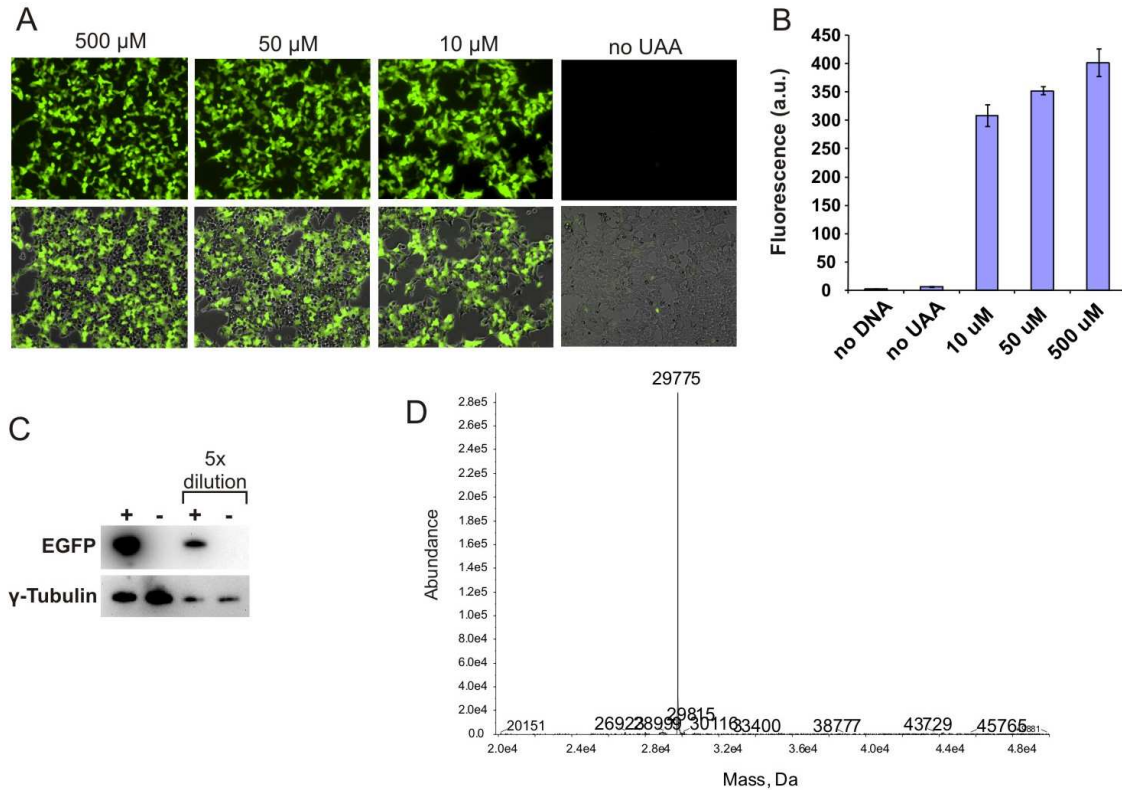 A
500 µM 50 µM 10 µM no UAA
B
Fluorescence (a.u.)
450
400
350
300
250
200
150
100
50
0
no DNA no UAA 10 uM 50 uM 500 uM
C
5x
dilution
+ - + -
EGFP
γ-Tubulin
D
29775
Abundance
2.8e5
2.6e5
2.4e5
2.2e5
2.0e5
1.8e5
1.6e5
1.4e5
1.2e5
1.0e5
8.0e4
6.0e4
4.0e4
2.0e4
0.0
20151 26923 28999 29815 30116 33400 38777 43729 45765
2.0e4 2.4e4 2.8e4 3.2e4 3.6e4 4.0e4 4.4e4 4.8e4
Mass, Da